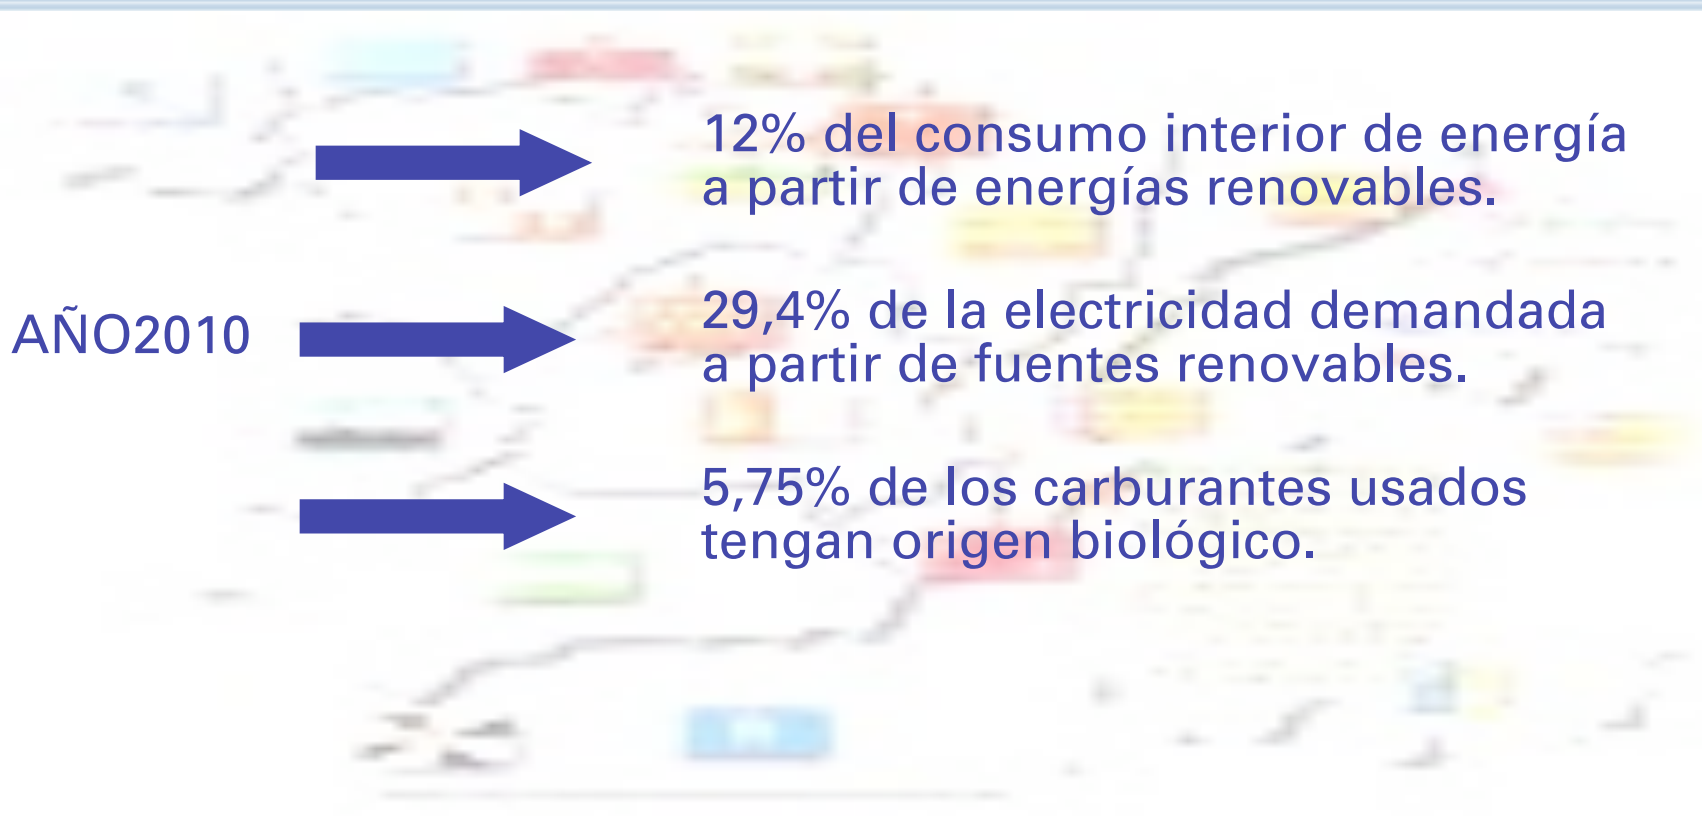 12% del consumo interior de energía
a partir de energías renovables.
AÑO2010
29,4% de la electricidad demandada
a partir de fuentes renovables.
5,75% de los carburantes usados
tengan origen biológico.